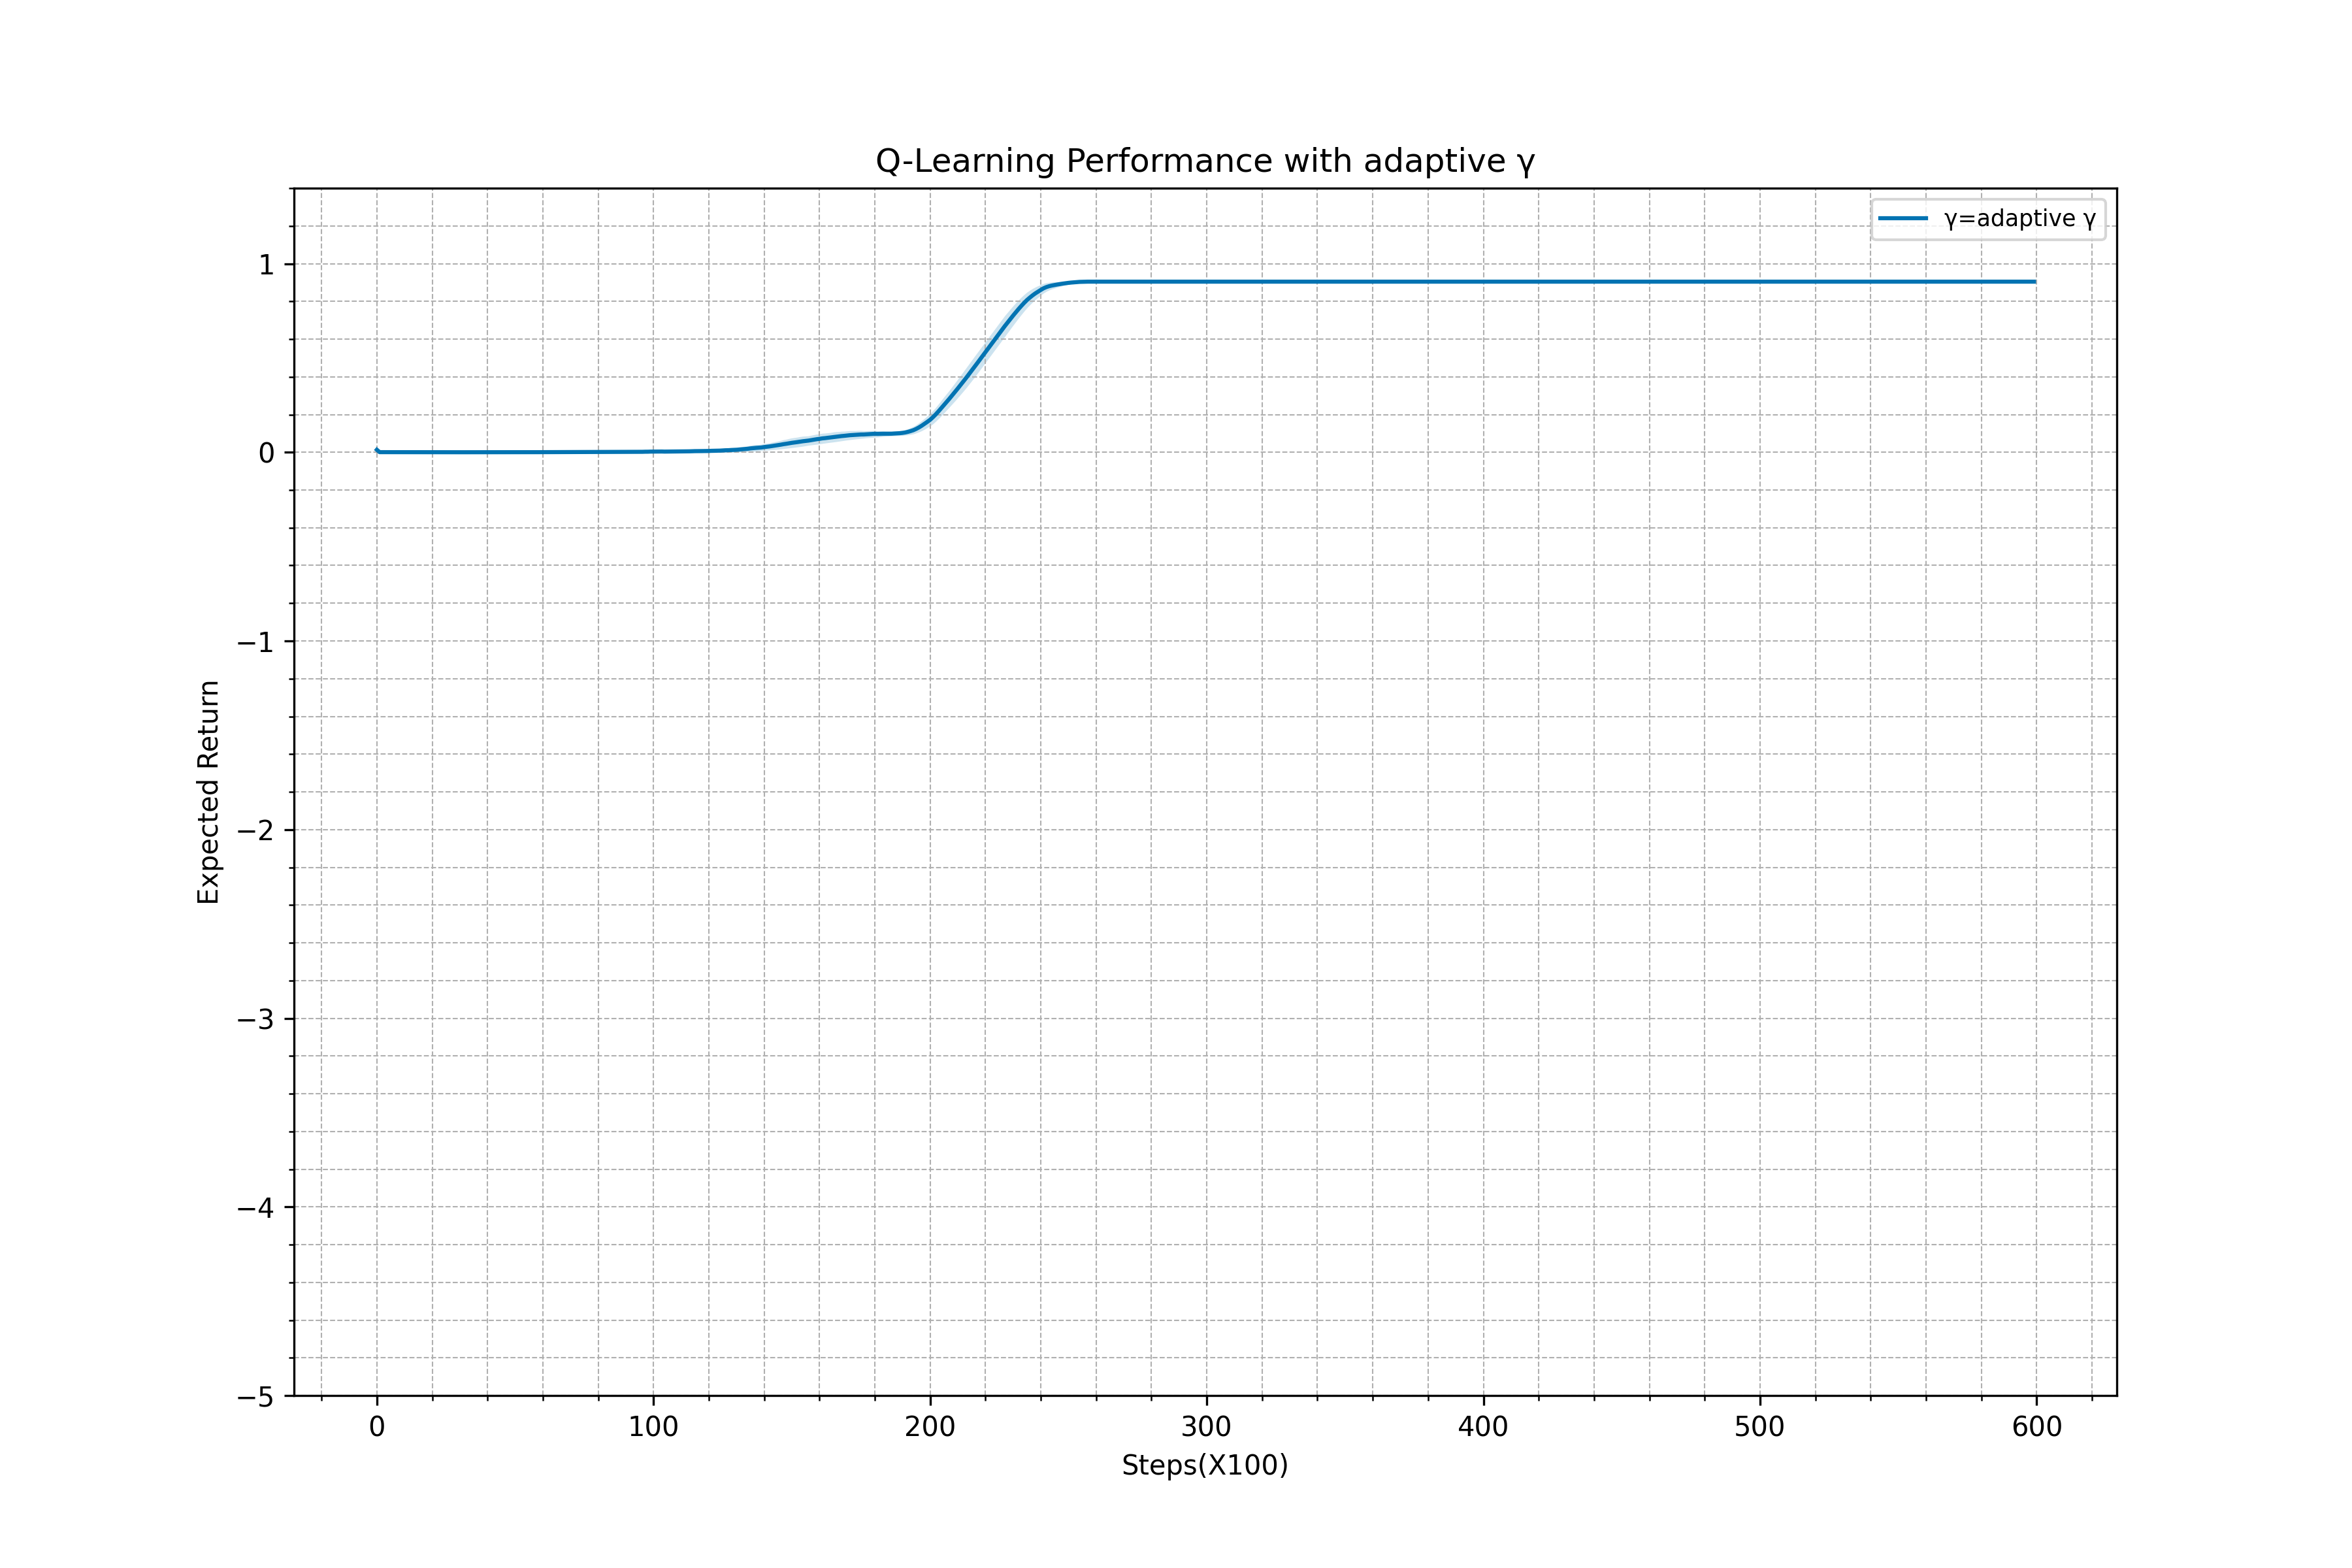 Q-Learning Performance with adaptive γ
γ=adaptive γ
Expected Return
1
0
−1
−2
−3
−4
−5
0 100 200 300 400 500 600
Steps(X100)